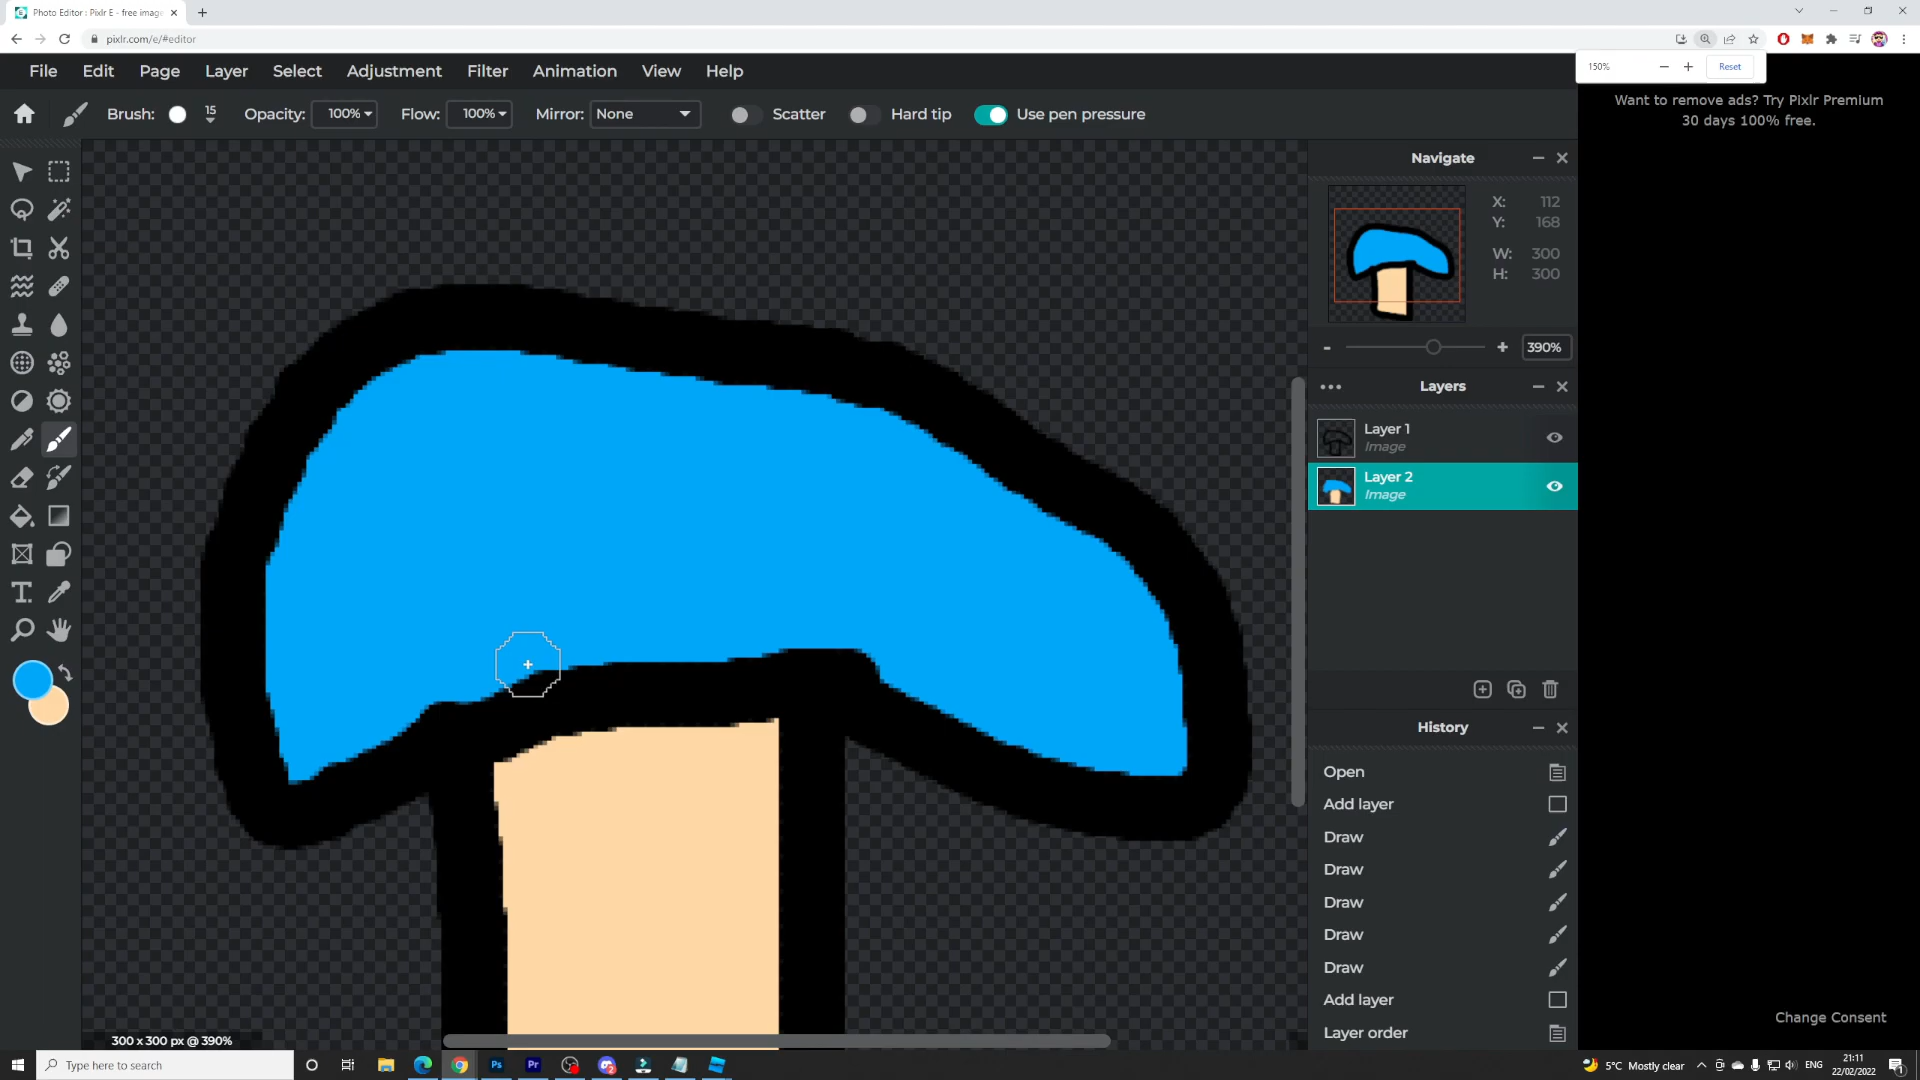 Photo Editor : Pixlr E - free image
pixlr.com/e/#editor
File Edit Page Layer Select Adjustment Filter Animation View Help
150% Reset
Brush: 15 Opacity: 100% Flow: 100% Mirror: None Scatter Hard tip Use pen pressure
Want to remove ads? Try Pixlr Premium
30 days 100% free.
Navigate
X: 112
Y: 168
W: 300
H: 300
- + 390%
Layers
Layer 1
Image
Layer 2
Image
History
Open
Add layer
Draw
Draw
Draw
Draw
Draw
Add layer
Layer order
Change Consent
300 x 300 px @ 390%
Type here to search
5°C Mostly clear
ENG
21:11
22/02/2022